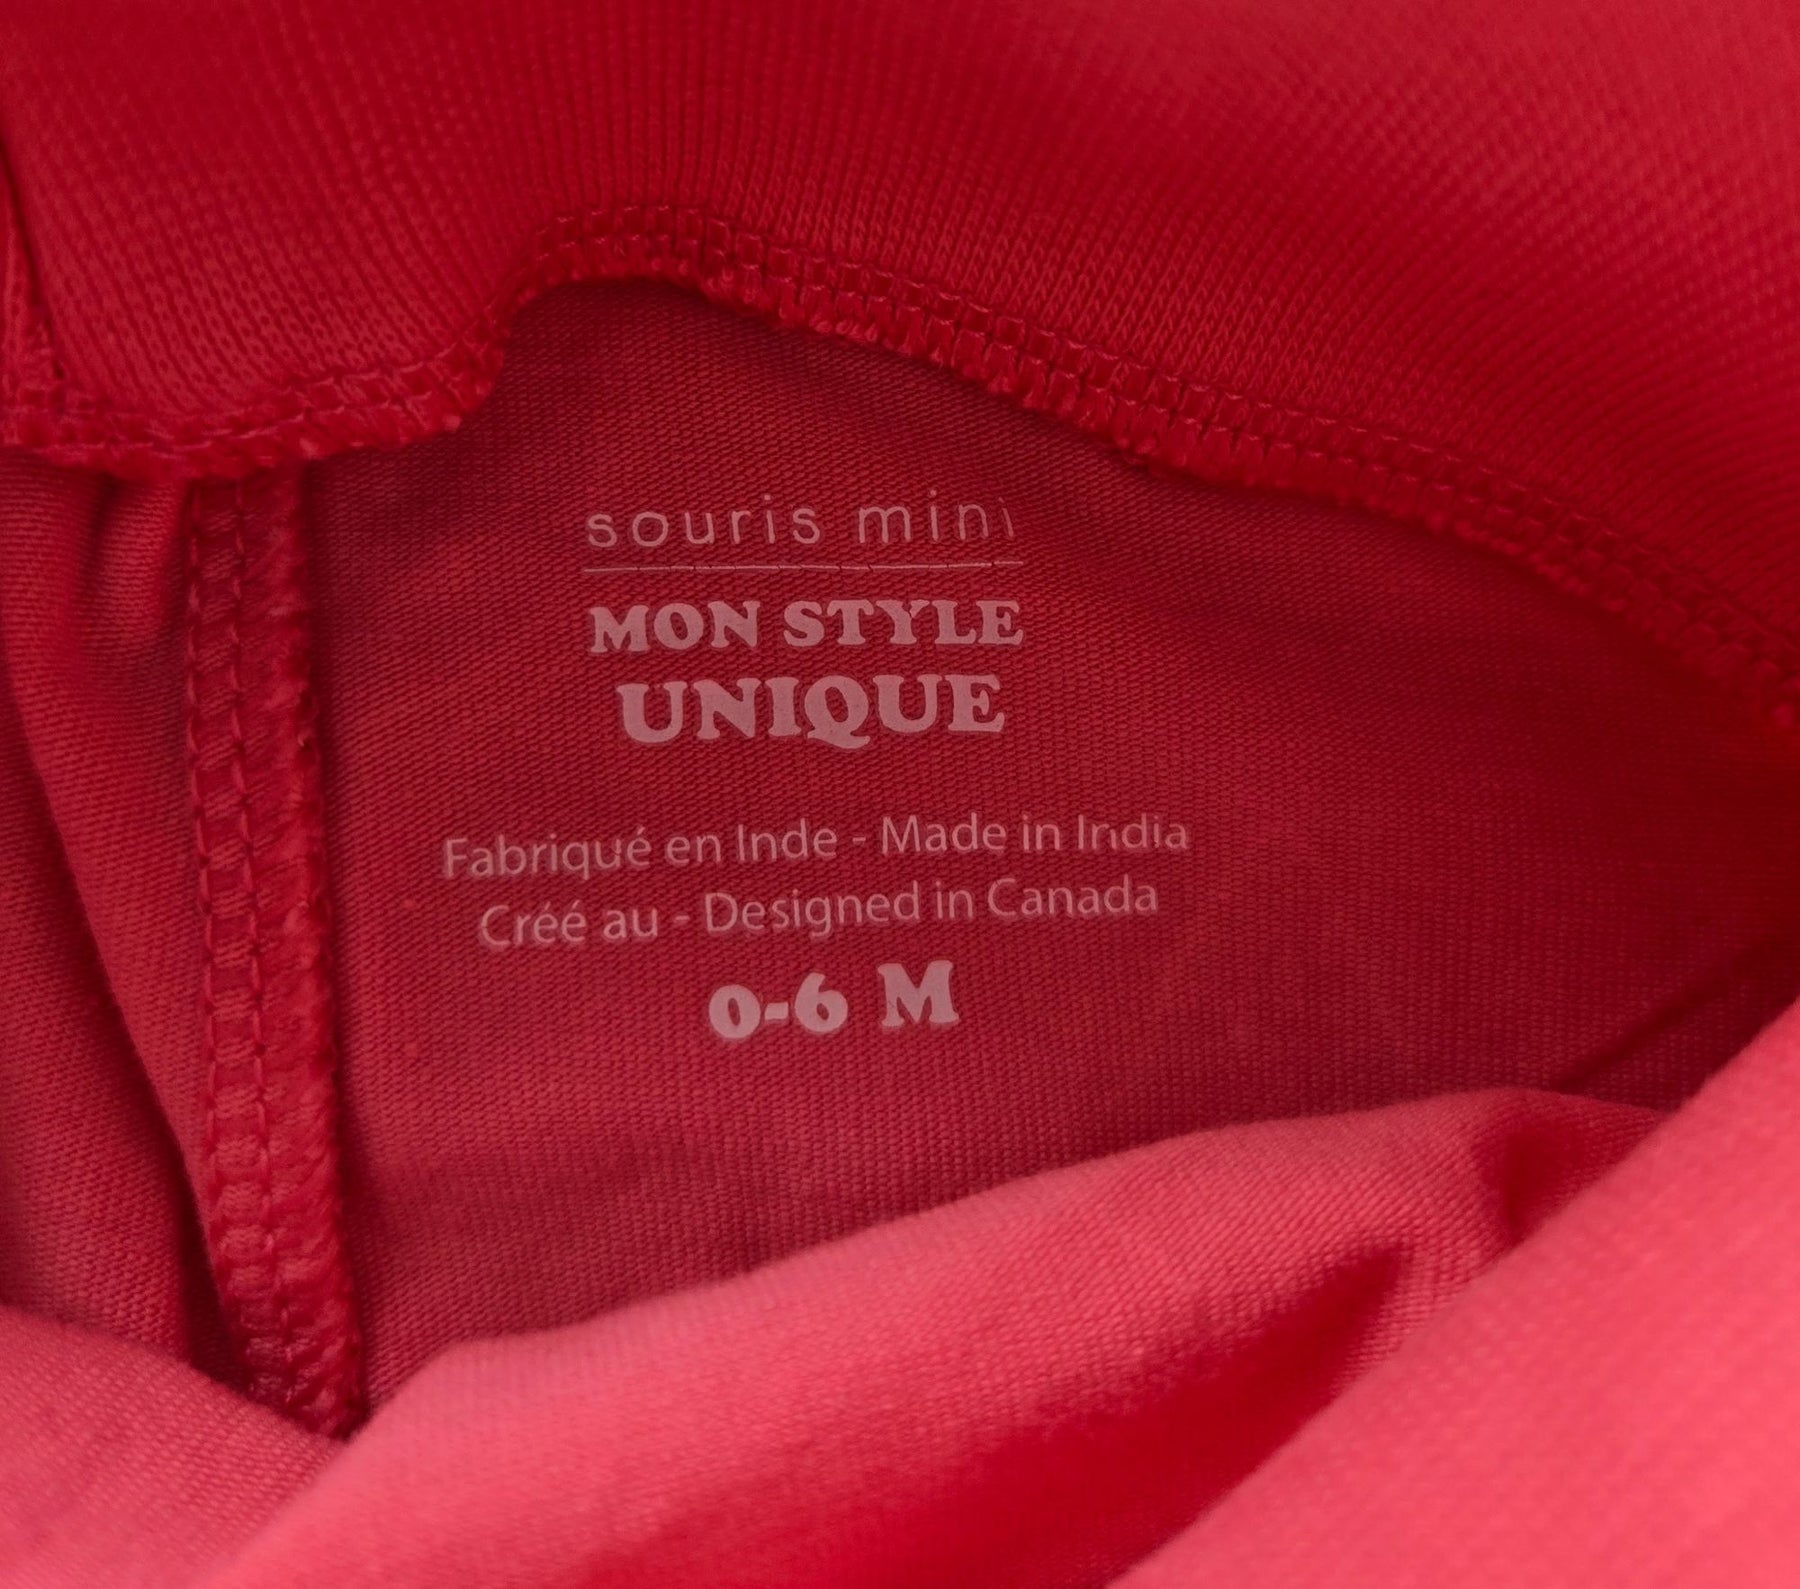 souris mini
MON STYLE
UNIQUE
Fabriqué en Inde - Made in India
Créé au - Designed in Canada
0-6 M